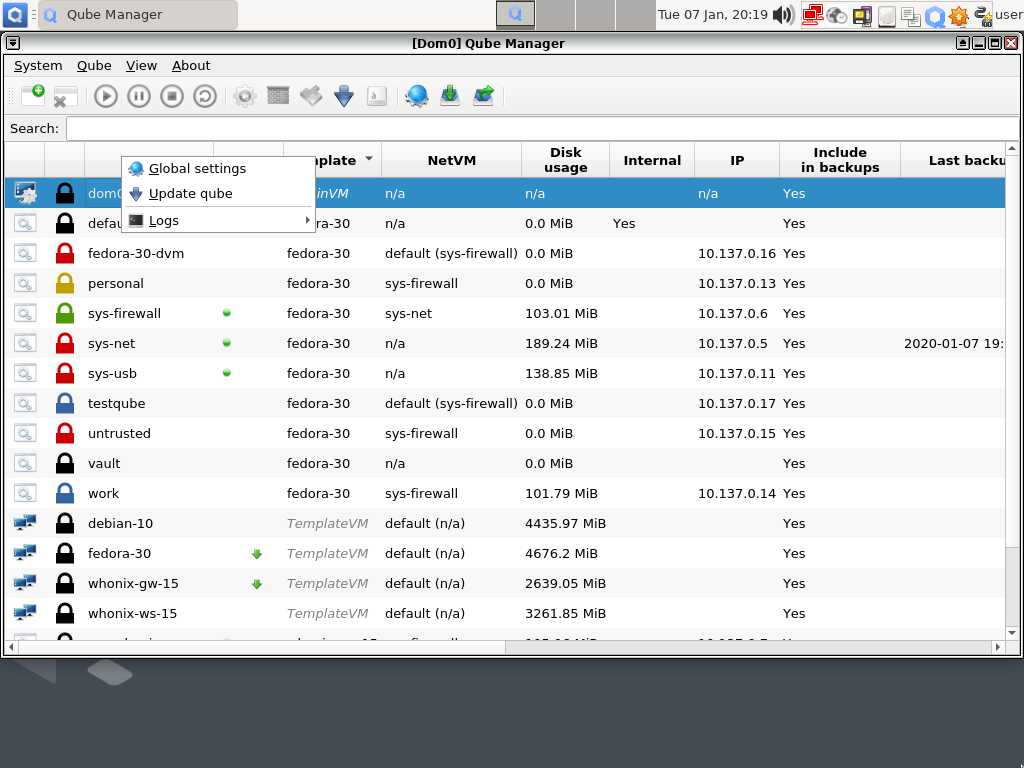 Qube Manager
Tue 07 Jan, 20:19
user
[Dom0] Qube Manager
System Qube View About
Search:
plate NetVM Disk usage Internal IP Include in backups Last backu
Global settings
Update qube
Logs
dom0 inVM n/a n/a n/a Yes
defau ra-30 n/a 0.0 MiB Yes Yes
fedora-30-dvm fedora-30 default (sys-firewall) 0.0 MiB 10.137.0.16 Yes
personal fedora-30 sys-firewall 0.0 MiB 10.137.0.13 Yes
sys-firewall fedora-30 sys-net 103.01 MiB 10.137.0.6 Yes
sys-net fedora-30 n/a 189.24 MiB 10.137.0.5 Yes 2020-01-07 19:
sys-usb fedora-30 n/a 138.85 MiB 10.137.0.11 Yes
testqube fedora-30 default (sys-firewall) 0.0 MiB 10.137.0.17 Yes
untrusted fedora-30 sys-firewall 0.0 MiB 10.137.0.15 Yes
vault fedora-30 n/a 0.0 MiB Yes
work fedora-30 sys-firewall 101.79 MiB 10.137.0.14 Yes
debian-10 TemplateVM default (n/a) 4435.97 MiB Yes
fedora-30 TemplateVM default (n/a) 4676.2 MiB Yes
whonix-gw-15 TemplateVM default (n/a) 2639.05 MiB Yes
whonix-ws-15 TemplateVM default (n/a) 3261.85 MiB Yes